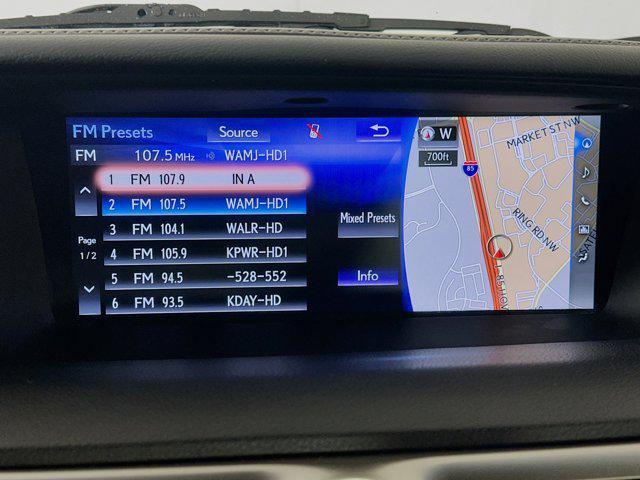 FM Presets
Source
FM 107.5 MHz WAMJ-HD1
1 FM 107.9 IN A
2 FM 107.5 WAMJ-HD1
3 FM 104.1 WALR-HD
4 FM 105.9 KPWR-HD1
5 FM 94.5 -528-552
6 FM 93.5 KDAY-HD
Page
1/2
Mixed Presets
Info
W
700ft
85
MARKET ST NW
RING RD NW